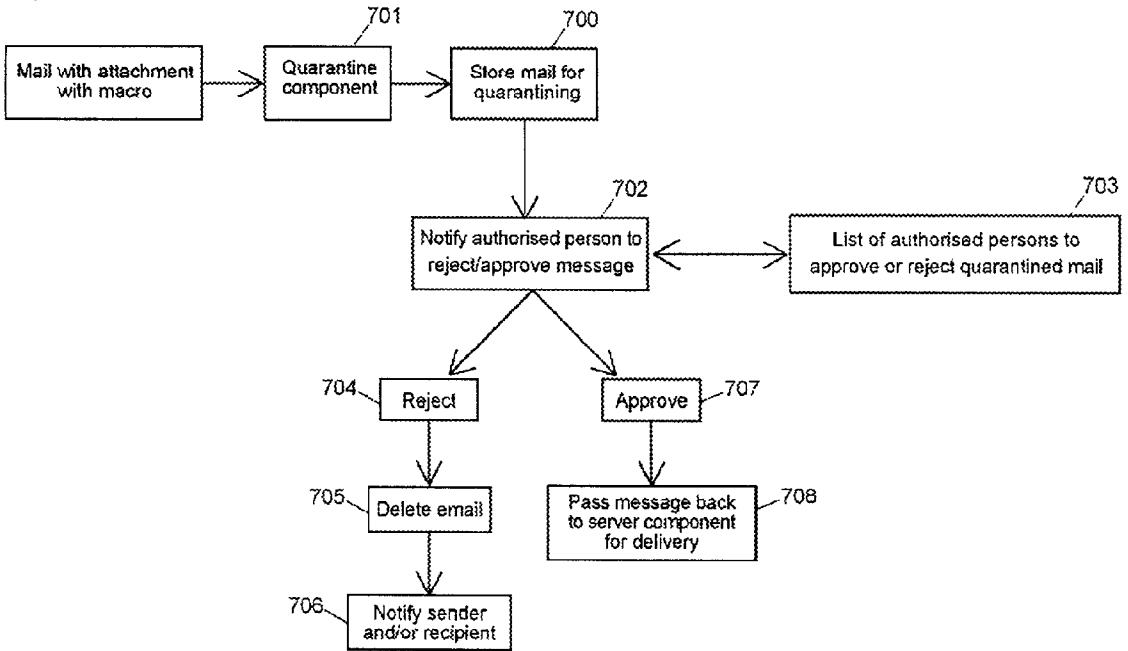 701
700
Mail with attachment
with macro
Quarantine
component
Store mail for
quarantining
702
703
Notify authorised person to
reject/approve message
List of authorised persons to
approve or reject quarantined mail
704
Reject
Approve
707
705
Delete email
Pass message back
to server component
for delivery
708
706
Notify sender
and/or recipient